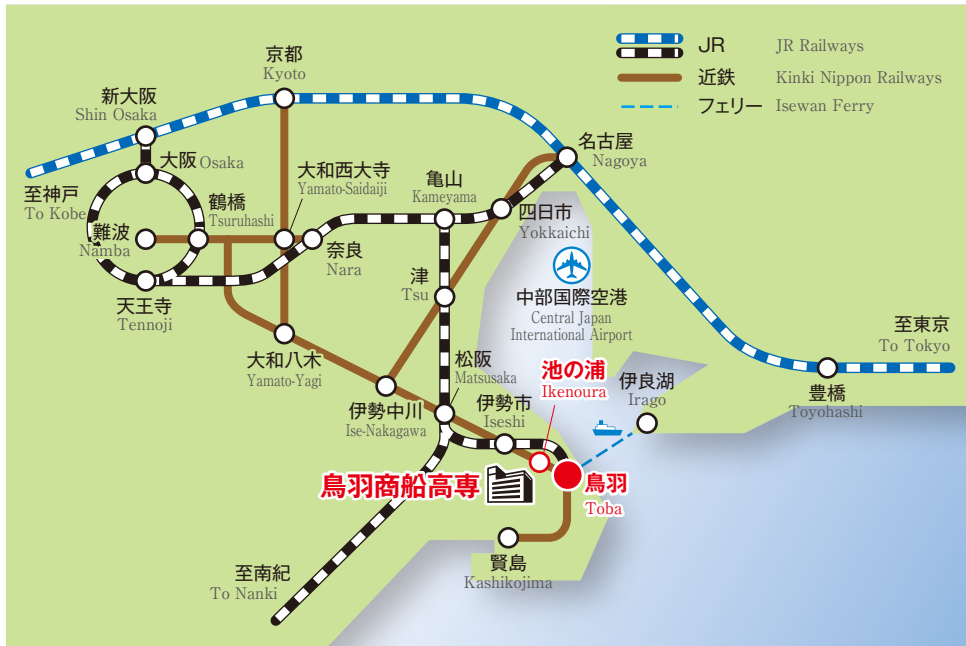 JR JR Railways
近鉄 Kinki Nippon Railways
フェリー Isewan Ferry
京都
Kyoto
新大阪
Shin Osaka
大阪 Osaka
至神戸
To Kobe
鶴橋
Tsuruhashi
大和西大寺
Yamato-Saidaiji
亀山
Kameyama
名古屋
Nagoya
四日市
Yokkaichi
難波
Namba
奈良
Nara
天王寺
Tennoji
津
Tsu
中部国際空港
Central Japan
International Airport
大和八木
Yamato-Yagi
至東京
To Tokyo
豊橋
Toyohashi
松阪
Matsusaka
池の浦
Ikenoura
伊良湖
Irago
伊勢中川
Ise-Nakagawa
伊勢市
Iseshi
鳥羽商船高専
鳥羽
Toba
賢島
Kashikojima
至南紀
To Nanki